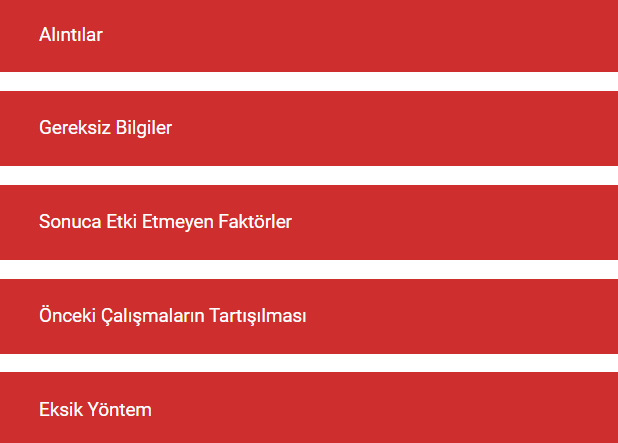 Alıntılar
Gereksiz Bilgiler
Sonuca Etki Etmeyen Faktörler
Önceki Çalışmaların Tartışılması
Eksik Yöntem